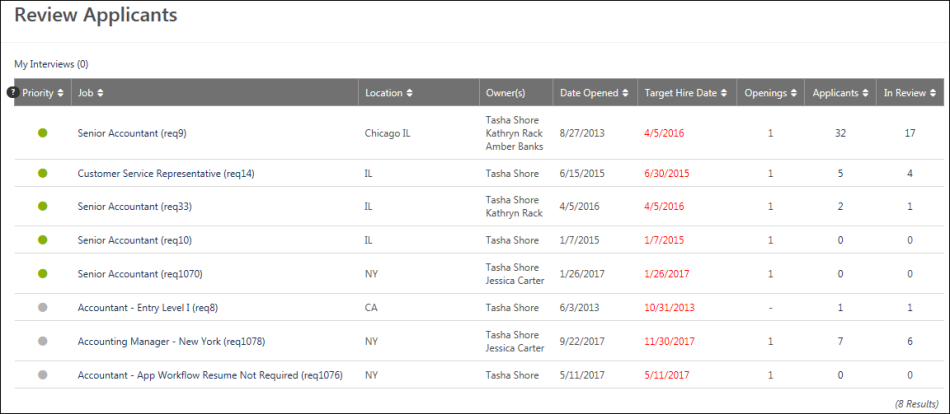 Review Applicants
My Interviews (0)
? Priority Job Location Owner(s) Date Opened Target Hire Date Openings Applicants In Review
Senior Accountant (req9) Chicago IL Tasha Shore Kathryn Rack Amber Banks 8/27/2013 4/5/2016 1 32 17
Customer Service Representative (req14) IL Tasha Shore 6/15/2015 6/30/2015 1 5 4
Senior Accountant (req33) IL Tasha Shore Kathryn Rack 4/5/2016 4/5/2016 1 2 1
Senior Accountant (req10) IL Tasha Shore 1/7/2015 1/7/2015 1 0 0
Senior Accountant (req1070) NY Tasha Shore Jessica Carter 1/26/2017 1/26/2017 1 0 0
Accountant - Entry Level I (req8) CA Tasha Shore 6/3/2013 10/31/2013 - 1 1
Accounting Manager - New York (req1078) NY Tasha Shore Jessica Carter 9/22/2017 11/30/2017 1 7 6
Accountant - App Workflow Resume Not Required (req1076) NY Tasha Shore 5/11/2017 5/11/2017 1 0 0
(8 Results)